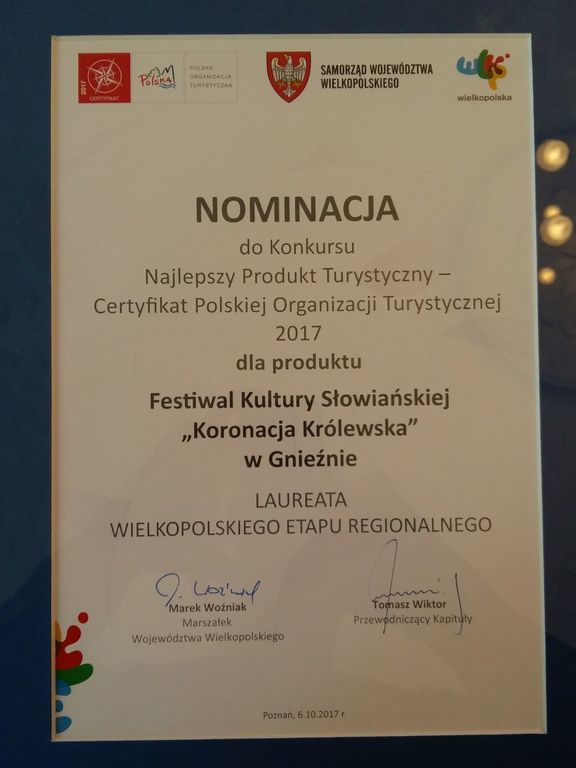 2017
CERTYFIKAT
Polska
POLSKA
ORGANIZACJA
TURYSTYCZNA
SAMORZĄD WOJEWÓDZTWA
WIELKOPOLSKIEGO
wielkopolska
NOMINACJA
do Konkursu
Najlepszy Produkt Turystyczny –
Certyfikat Polskiej Organizacji Turystycznej
2017
dla produktu
Festiwal Kultury Słowiańskiej
„Koronacja Królewska”
w Gnieźnie
LAUREATA
WIELKOPOLSKIEGO ETAPU REGIONALNEGO
Marek Woźniak
Marszałek
Województwa Wielkopolskiego
Tomasz Wiktor
Przewodniczący Kapituły
Poznań, 6.10.2017 r.